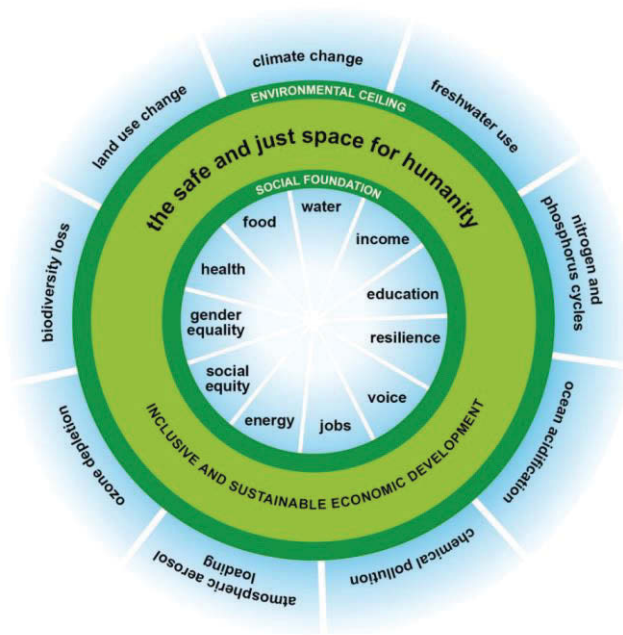 climate change
freshwater use
nitrogen and
phosphorus cycles
ocean acidification
chemical pollution
atmospheric aerosol
loading
ozone depletion
biodiversity loss
land use change
ENVIRONMENTAL CEILING
the safe and just space for humanity
SOCIAL FOUNDATION
water
income
education
resilience
voice
jobs
energy
social
equity
gender
equality
health
food
INCLUSIVE AND SUSTAINABLE ECONOMIC DEVELOPMENT